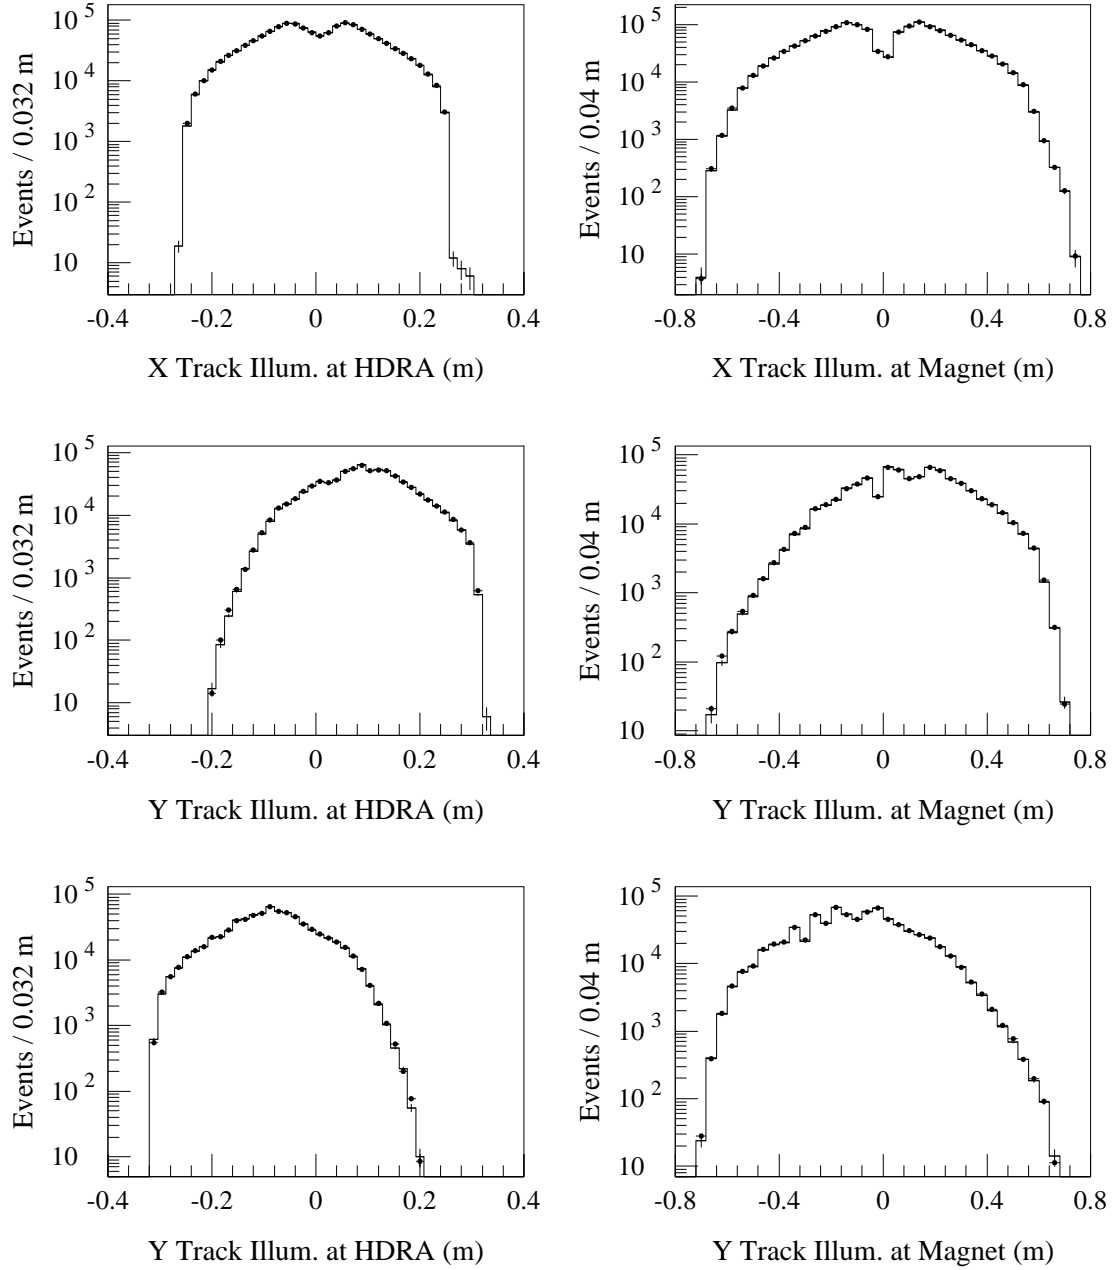 Events / 0.032 m
10 5
10 4
10 3
10 2
10
-0.4 -0.2 0 0.2 0.4
X Track Illum. at HDRA (m)
Events / 0.04 m
10 5
10 4
10 3
10 2
10
-0.8 -0.4 0 0.4 0.8
X Track Illum. at Magnet (m)
Events / 0.032 m
10 5
10 4
10 3
10 2
10
-0.4 -0.2 0 0.2 0.4
Y Track Illum. at HDRA (m)
Events / 0.04 m
10 5
10 4
10 3
10 2
10
-0.8 -0.4 0 0.4 0.8
Y Track Illum. at Magnet (m)
Events / 0.032 m
10 5
10 4
10 3
10 2
10
-0.4 -0.2 0 0.2 0.4
Y Track Illum. at HDRA (m)
Events / 0.04 m
10 5
10 4
10 3
10 2
10
-0.8 -0.4 0 0.4 0.8
Y Track Illum. at Magnet (m)